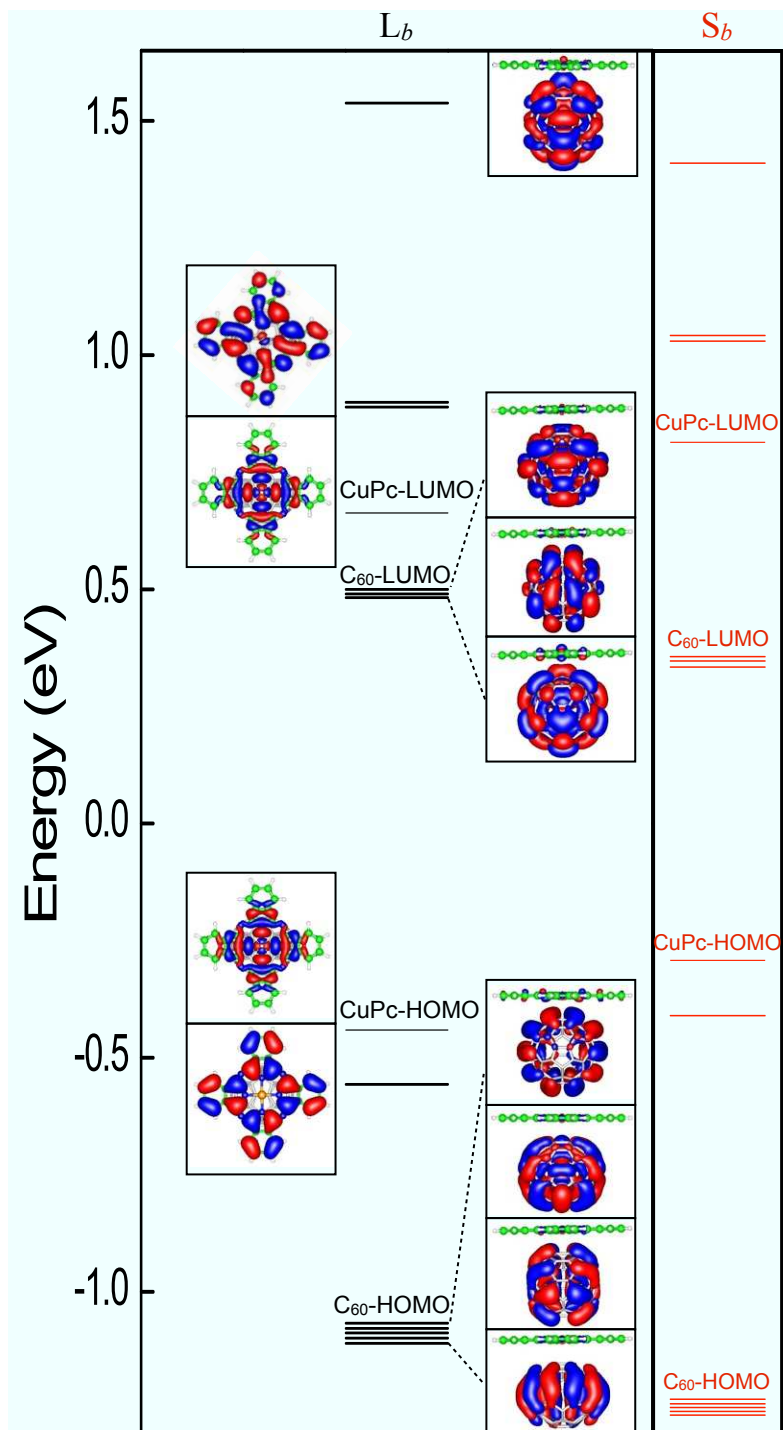 L_b
S_b
1.5
1.0
CuPc-LUMO
CuPc-LUMO
C₆₀-LUMO
0.5
C₆₀-LUMO
Energy (eV)
0.0
CuPc-HOMO
CuPc-HOMO
-0.5
-1.0
C₆₀-HOMO
C₆₀-HOMO